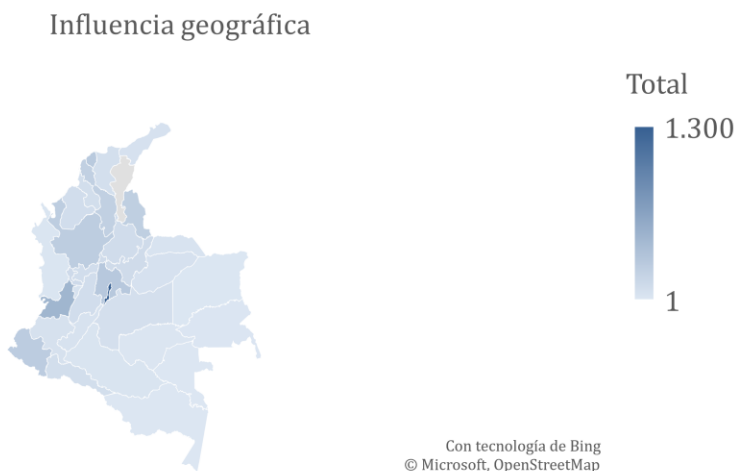 Influencia geográfica
Total
1.300
1
Con tecnología de Bing
© Microsoft, OpenStreetMap